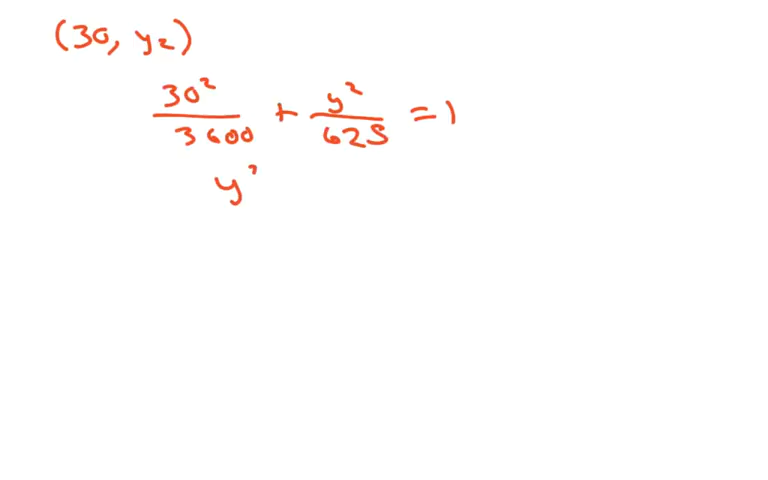 (30, y₂)
30²/3600 + y²/625 = 1
y²